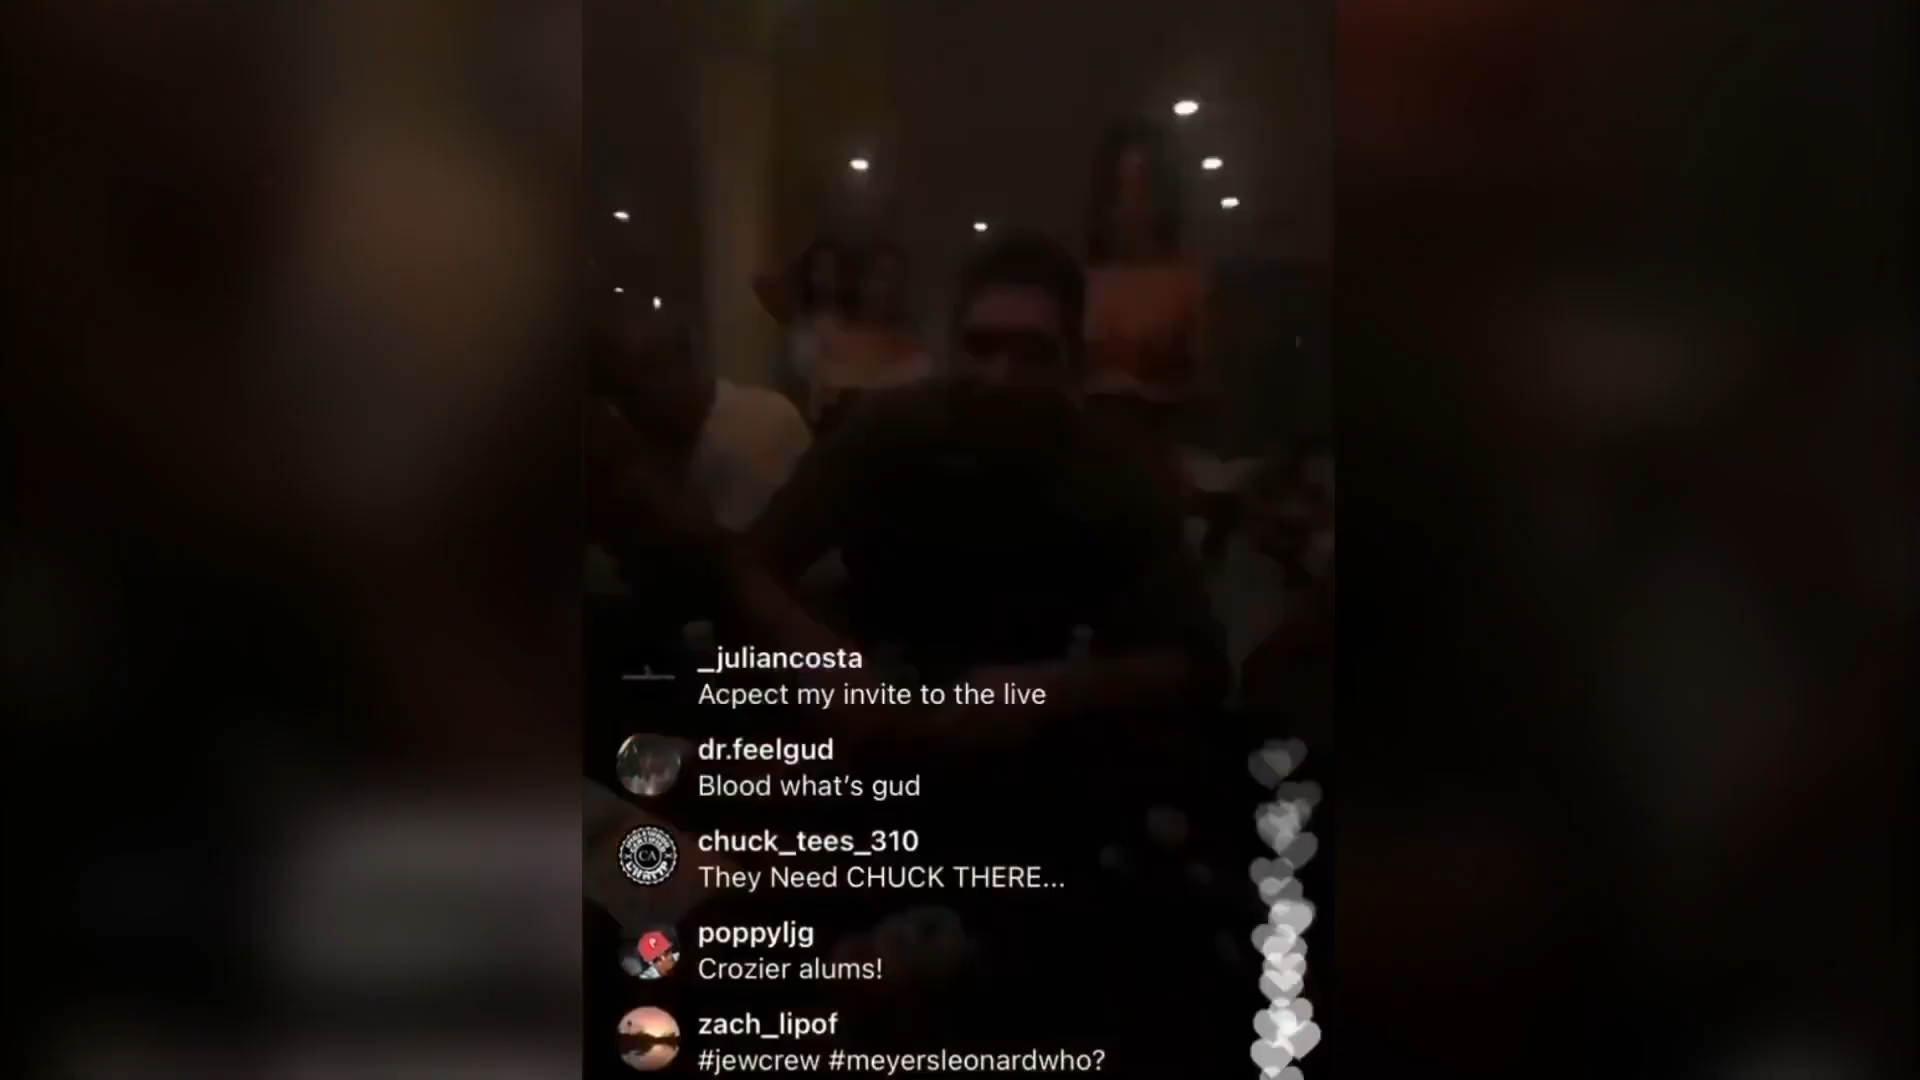 _juliancosta
Acpect my invite to the live
dr.feelgud
Blood what's gud
CA
chuck_tees_310
They Need CHUCK THERE...
poppyljg
Crozier alums!
zach_lipof
#jewcrew #meyersleonardwho?